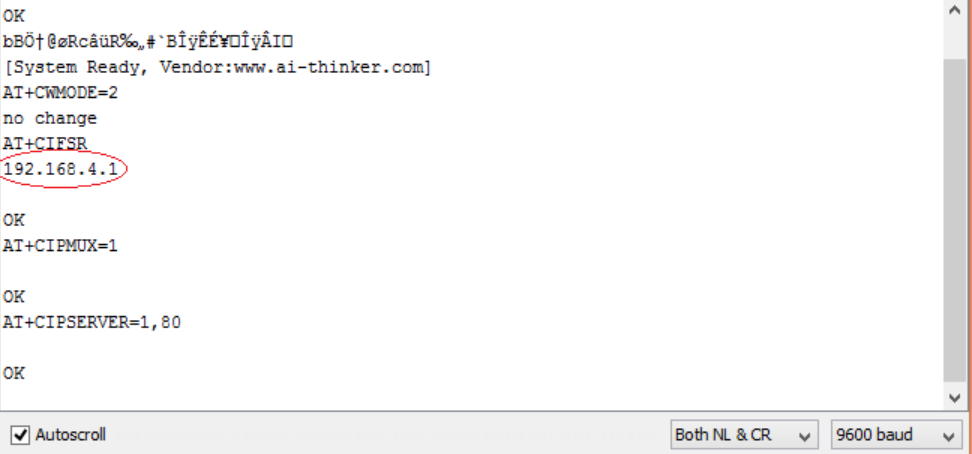 OK
bBÖ†@øRcâüR‰„#`BÎÿÊÉ¥□ÎÿÂI□
[System Ready, Vendor:www.ai-thinker.com]
AT+CWMODE=2
no change
AT+CIFSR
192.168.4.1
OK
AT+CIPMUX=1
OK
AT+CIPSERVER=1,80
OK
Autoscroll
Both NL & CR
9600 baud